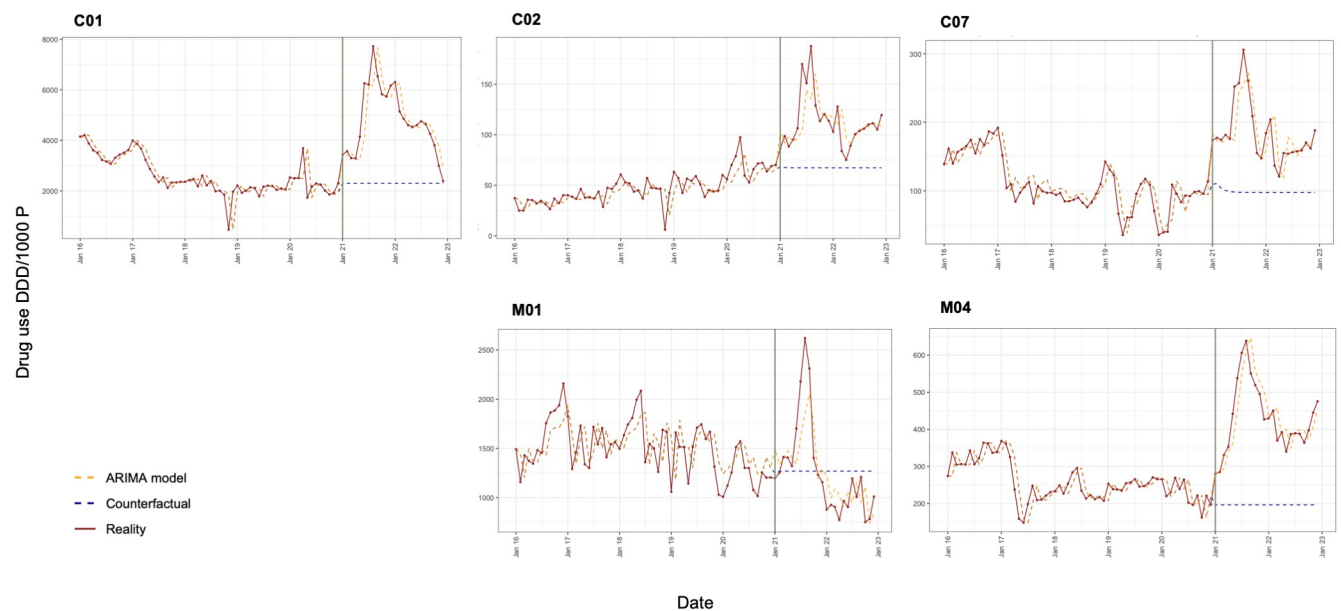 C01
8000
6000
4000
2000
0
Jan 16
Jan 17
Jan 18
Jan 19
Jan 20
Jan 21
Jan 22
Jan 23
C02
150
100
50
0
Jan 16
Jan 17
Jan 18
Jan 19
Jan 20
Jan 21
Jan 22
Jan 23
C07
300
200
100
0
Jan 16
Jan 17
Jan 18
Jan 19
Jan 20
Jan 21
Jan 22
Jan 23
Drug use DDD/1000 P
M01
2500
2000
1500
1000
Jan 16
Jan 17
Jan 18
Jan 19
Jan 20
Jan 21
Jan 22
Jan 23
M04
600
500
400
300
200
Jan 16
Jan 17
Jan 18
Jan 19
Jan 20
Jan 21
Jan 22
Jan 23
ARIMA model
Counterfactual
Reality
Date